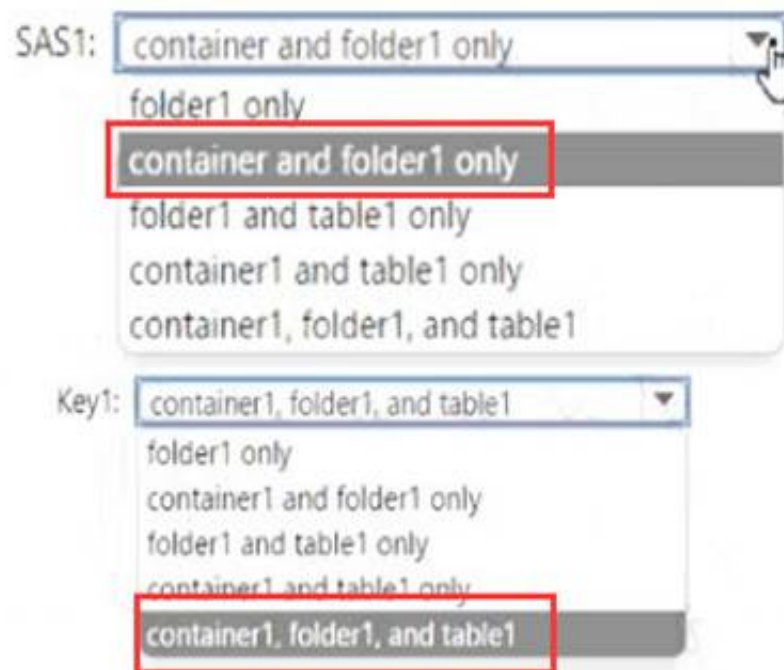 SAS1: container and folder1 only
folder1 only
container and folder1 only
folder1 and table1 only
container1 and table1 only
container1, folder1, and table1
Key1: container1, folder1, and table1
folder1 only
container1 and folder1 only
folder1 and table1 only
container1 and table1 only
container1, folder1, and table1